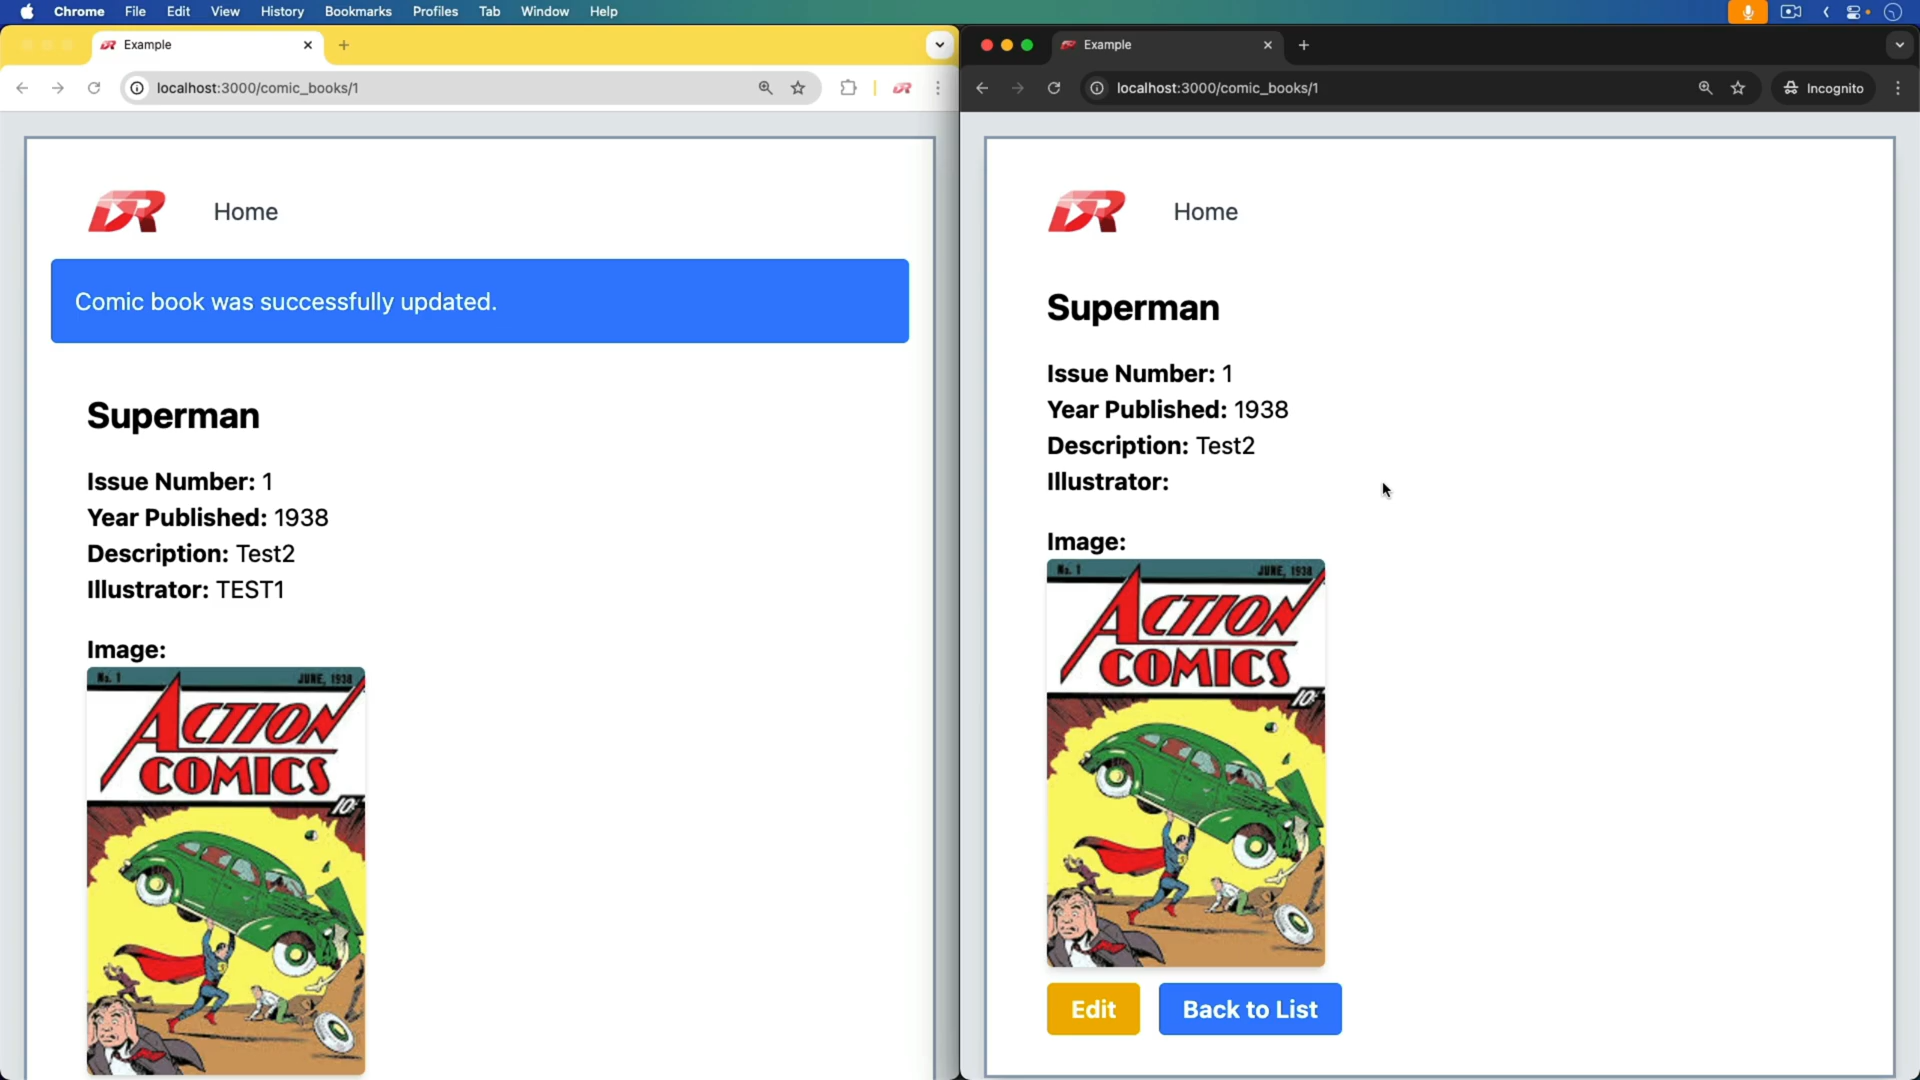 Chrome File Edit View History Bookmarks Profiles Tab Window Help
Example
localhost:3000/comic_books/1
Home
Comic book was successfully updated.
Superman
Issue Number: 1
Year Published: 1938
Description: Test2
Illustrator: TEST1
Image:
No. 1 JUNE, 1938
ACTION
COMICS
10¢
Example
localhost:3000/comic_books/1
Incognito
Home
Superman
Issue Number: 1
Year Published: 1938
Description: Test2
Illustrator:
Image:
No. 1 JUNE, 1938
ACTION
COMICS
10¢
Edit Back to List